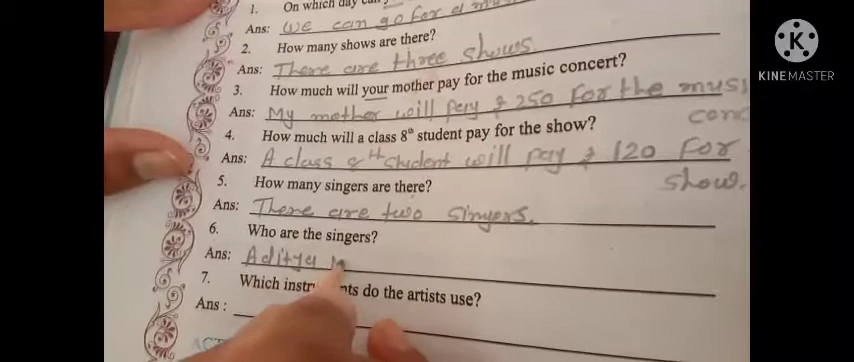 1. On which day can
Ans: We can go for a mu
2. How many shows are there?
Ans: There are three shows.
3. How much will your mother pay for the music concert?
Ans: My mother will pay ₹ 250 for the musi
conc
4. How much will a class 8th student pay for the show?
Ans: A class 8th student will pay ₹ 120 for
show.
5. How many singers are there?
Ans: There are two singers.
6. Who are the singers?
Ans: Aditya
7. Which instr nts do the artists use?
Ans :
ACT
KINEMASTER